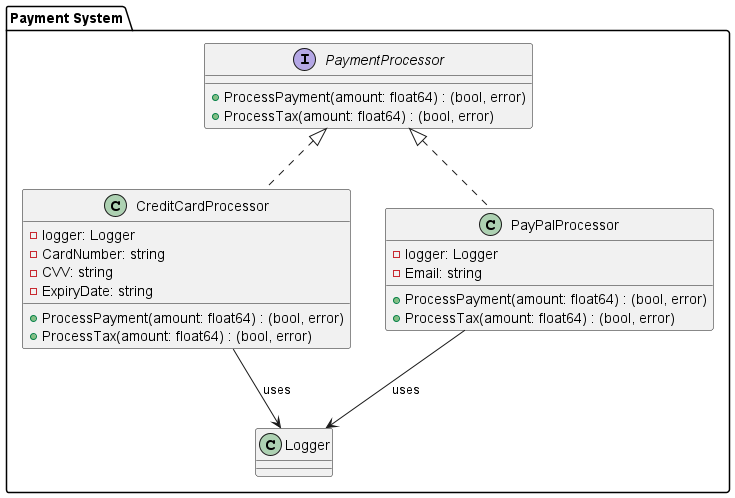 Payment System
I PaymentProcessor
ProcessPayment(amount: float64) : (bool, error)
ProcessTax(amount: float64) : (bool, error)
C CreditCardProcessor
logger: Logger
CardNumber: string
CVV: string
ExpiryDate: string
ProcessPayment(amount: float64) : (bool, error)
ProcessTax(amount: float64) : (bool, error)
C PayPalProcessor
logger: Logger
Email: string
ProcessPayment(amount: float64) : (bool, error)
ProcessTax(amount: float64) : (bool, error)
uses
uses
C Logger